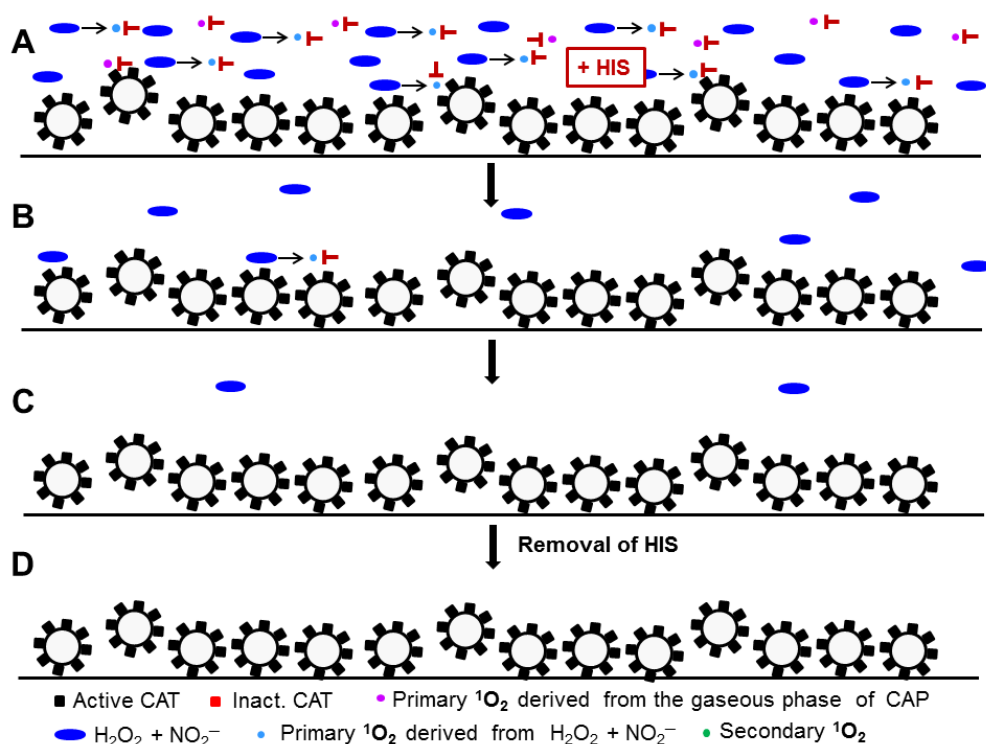 A
+ HIS
B
C
Removal of HIS
D
Active CAT Inact. CAT Primary ¹O₂ derived from the gaseous phase of CAP
H₂O₂ + NO₂⁻ Primary ¹O₂ derived from H₂O₂ + NO₂⁻ Secondary ¹O₂